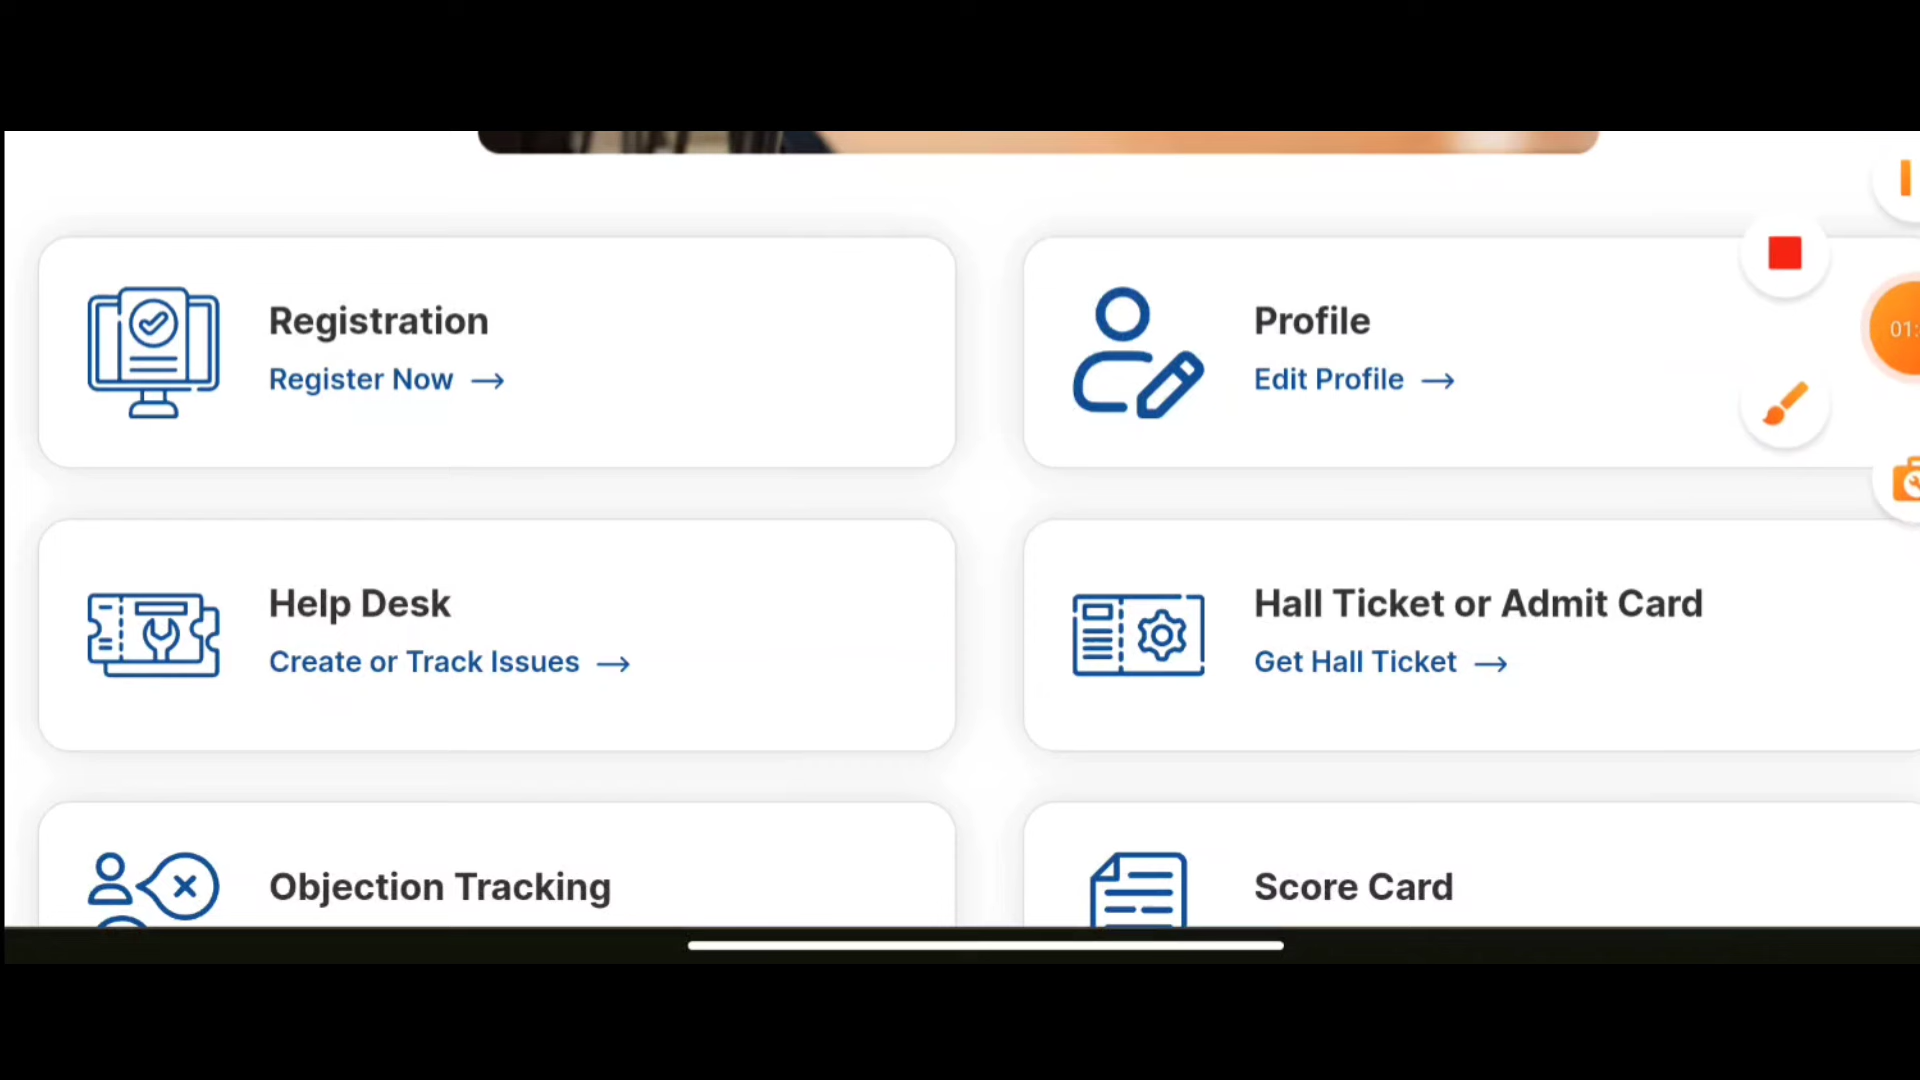 Registration
Register Now →
Profile
Edit Profile →
Help Desk
Create or Track Issues →
Hall Ticket or Admit Card
Get Hall Ticket →
Objection Tracking
Score Card
01: